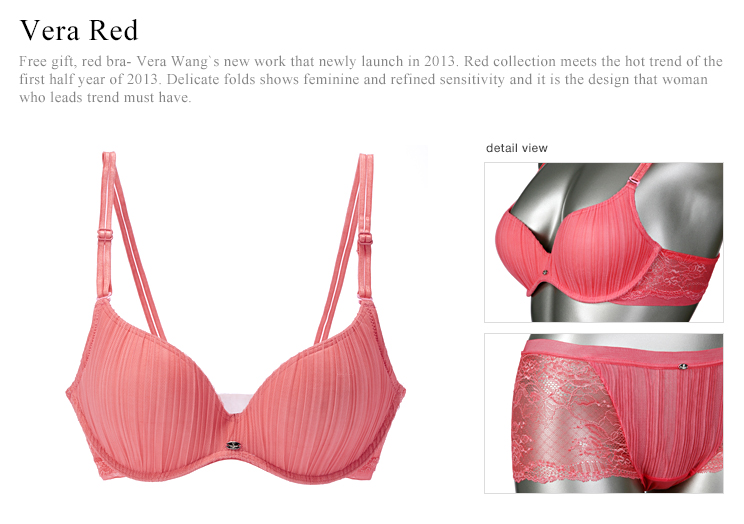 Vera Red
Free gift, red bra- Vera Wang`s new work that newly launch in 2013. Red collection meets the hot trend of the
first half year of 2013. Delicate folds shows feminine and refined sensitivity and it is the design that woman
who leads trend must have.
detail view